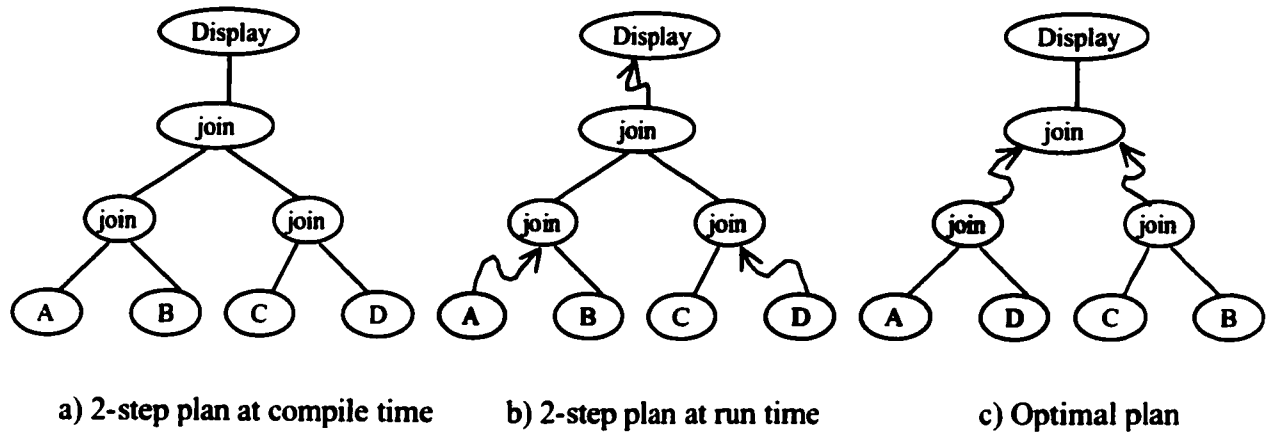 Display
join
join
join
A
B
C
D
a) 2-step plan at compile time
Display
join
join
join
A
B
C
D
b) 2-step plan at run time
Display
join
join
join
A
D
C
B
c) Optimal plan